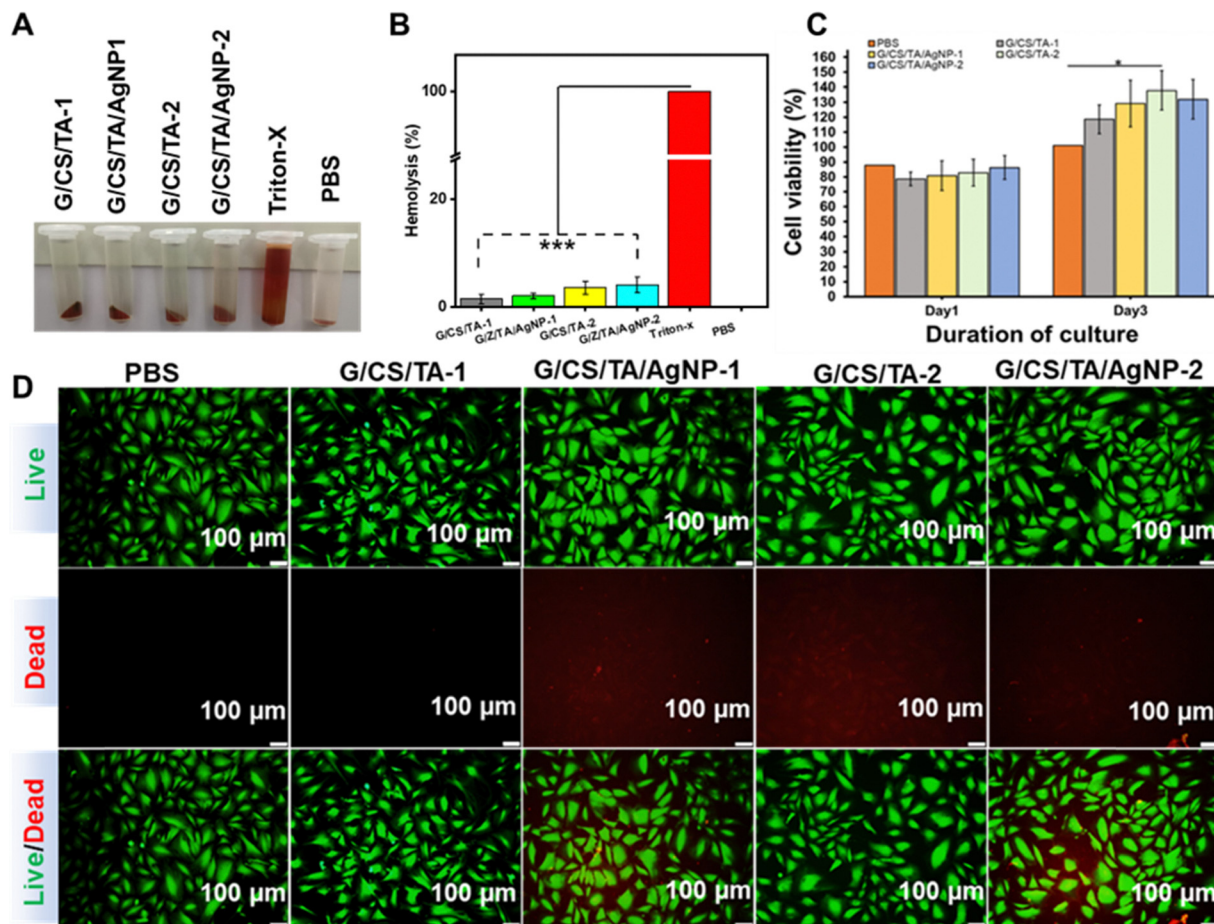 A
G/CS/TA-1
G/CS/TA/AgNP1
G/CS/TA-2
G/CS/TA/AgNP-2
Triton-X
PBS
B
Hemolysis (%)
100
20
0
***
G/CS/TA-1
G/Z/TA/AgNP-1
G/CS/TA-2
G/Z/TA/AgNP-2
Triton-x
PBS
C
PBS
G/CS/TA-1
G/CS/TA/AgNP-1
G/CS/TA-2
G/CS/TA/AgNP-2
Cell viability (%)
160
150
140
130
120
110
100
90
80
70
60
50
40
30
20
10
0
*
Day1
Day3
Duration of culture
D
PBS
G/CS/TA-1
G/CS/TA/AgNP-1
G/CS/TA-2
G/CS/TA/AgNP-2
Live
100 µm
100 µm
100 µm
100 µm
100 µm
Dead
100 µm
100 µm
100 µm
100 µm
100 µm
Live/Dead
100 µm
100 µm
100 µm
100 µm
100 µm